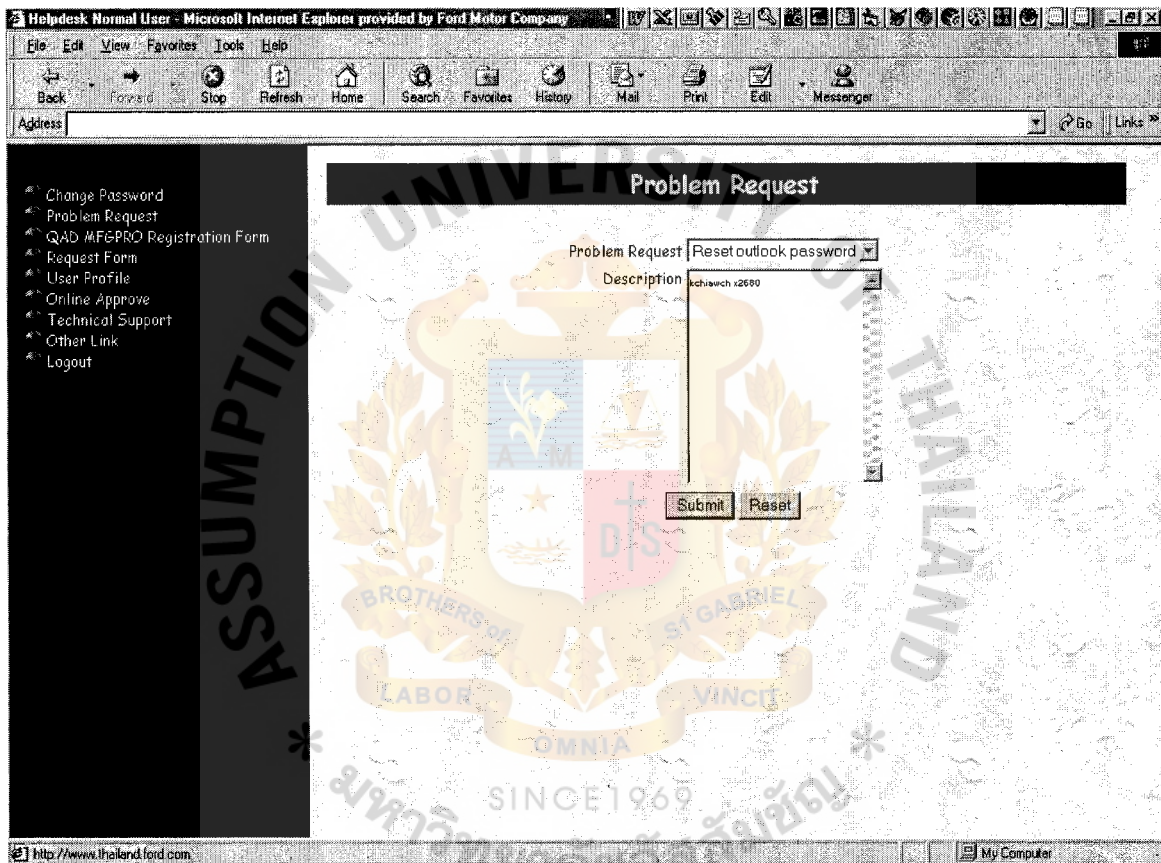 Helpdesk Normal User - Microsoft Internet Explorer provided by Ford Motor Company
File Edit View Favorites Tools Help
Back Forward Stop Refresh Home Search Favorites History Mail Print Edit Messenger
Address Go Links »
Change Password
Problem Request
QAD MFGPRO Registration Form
Request Form
User Profile
Online Approve
Technical Support
Other Link
Logout
Problem Request
Problem Request Reset outlook password
Description kchiawch x2680
Submit Reset
ASSUMPTION UNIVERSITY OF THAILAND
A M
D S
BROTHERS of ST GABRIEL
LABOR VINCIT
OMNIA
SINCE 1969
http://www.thailand.ford.com My Computer